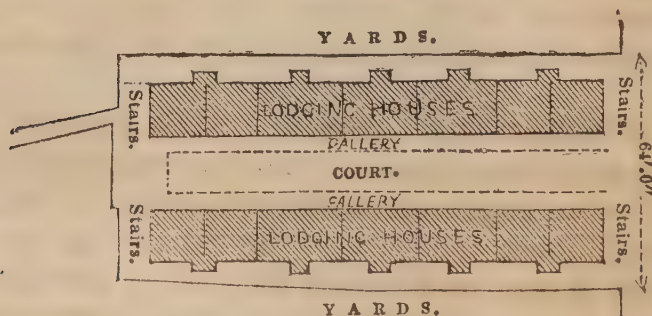 YARDS.
Stairs. Stairs.
LODGING HOUSES
GALLERY
COURT.
GALLERY
Stairs. Stairs.
LODGING HOUSES
64'.0"
YARDS.